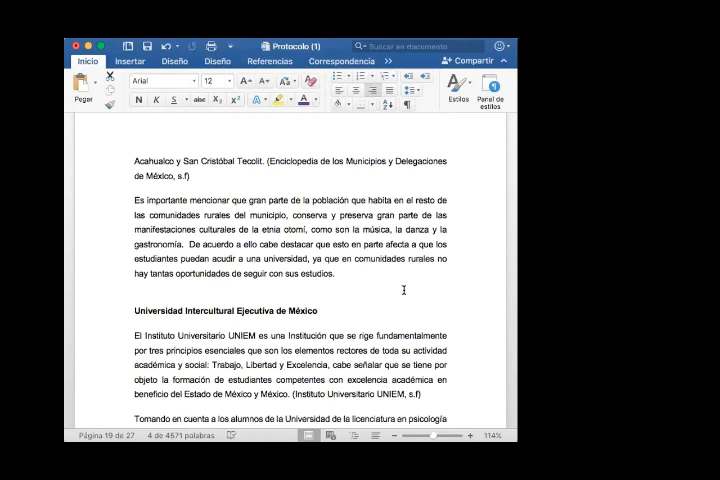 Protocolo (1)
Buscar en documento
Inicio
Insertar
Diseño
Diseño
Referencias
Correspondencia
Compartir
Pegar
Arial
12
A
A
Aa
N
K
S
abc
X₂
X²
A
A
Estilos
Panel de
estilos
Acahualco y San Cristóbal Tecolit. (Enciclopedia de los Municipios y Delegaciones
de México, s.f)
Es importante mencionar que gran parte de la población que habita en el resto de
las comunidades rurales del municipio, conserva y preserva gran parte de las
manifestaciones culturales de la etnia otomí, como son la música, la danza y la
gastronomía. De acuerdo a ello cabe destacar que esto en parte afecta a que los
estudiantes puedan acudir a una universidad, ya que en comunidades rurales no
hay tantas oportunidades de seguir con sus estudios.
Universidad Intercultural Ejecutiva de México
El Instituto Universitario UNIEM es una Institución que se rige fundamentalmente
por tres principios esenciales que son los elementos rectores de toda su actividad
académica y social: Trabajo, Libertad y Excelencia, cabe señalar que se tiene por
objeto la formación de estudiantes competentes con excelencia académica en
beneficio del Estado de México y México. (Instituto Universitario UNIEM, s.f)
Tomando en cuenta a los alumnos de la Universidad de la licenciatura en psicología
Página 19 de 27
4 de 4571 palabras
114%